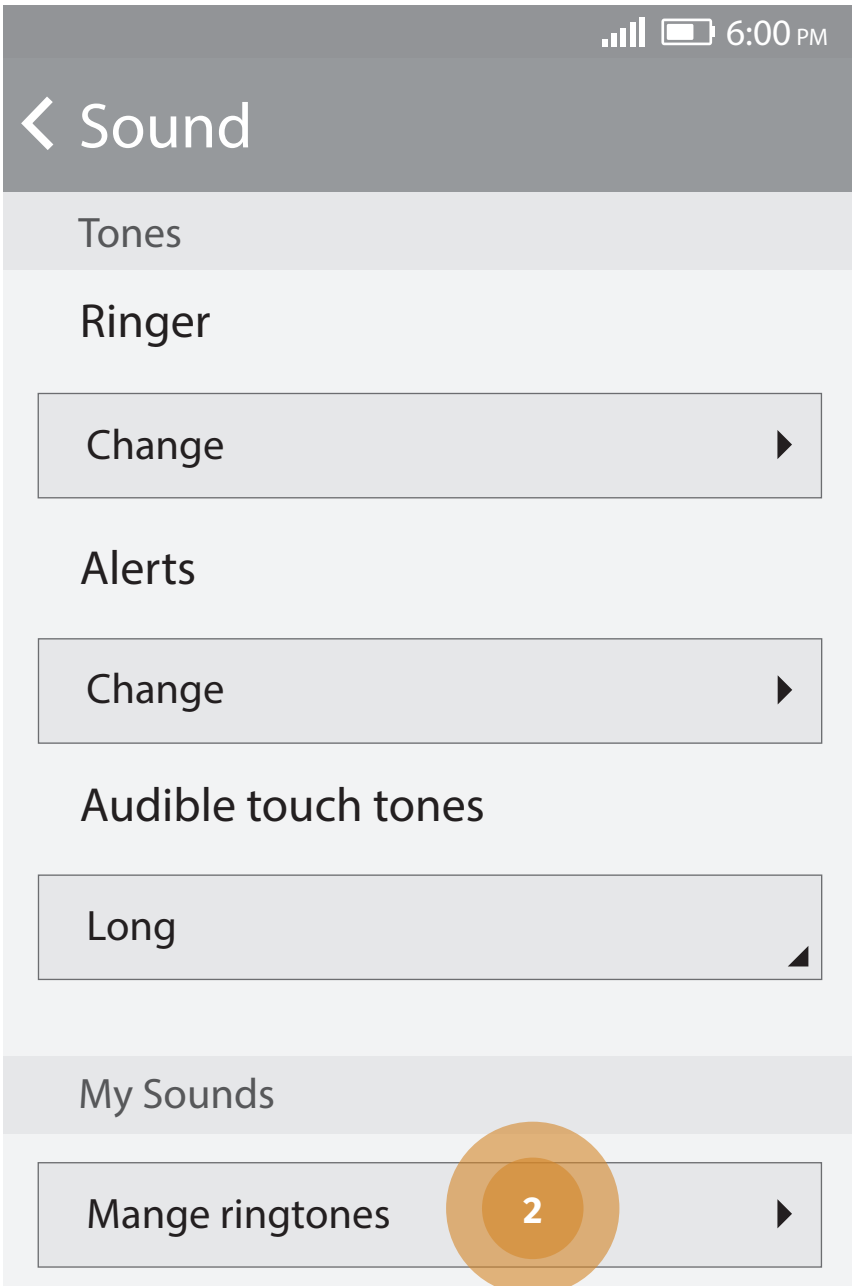 6:00 PM
Sound
Tones
Ringer
Change
Alerts
Change
Audible touch tones
Long
My Sounds
Mange ringtones
2